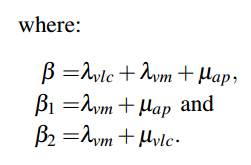 where:
β =λvlc + λvm + μap,
β1 =λvm + μap and
β2 =λvm + μvlc.